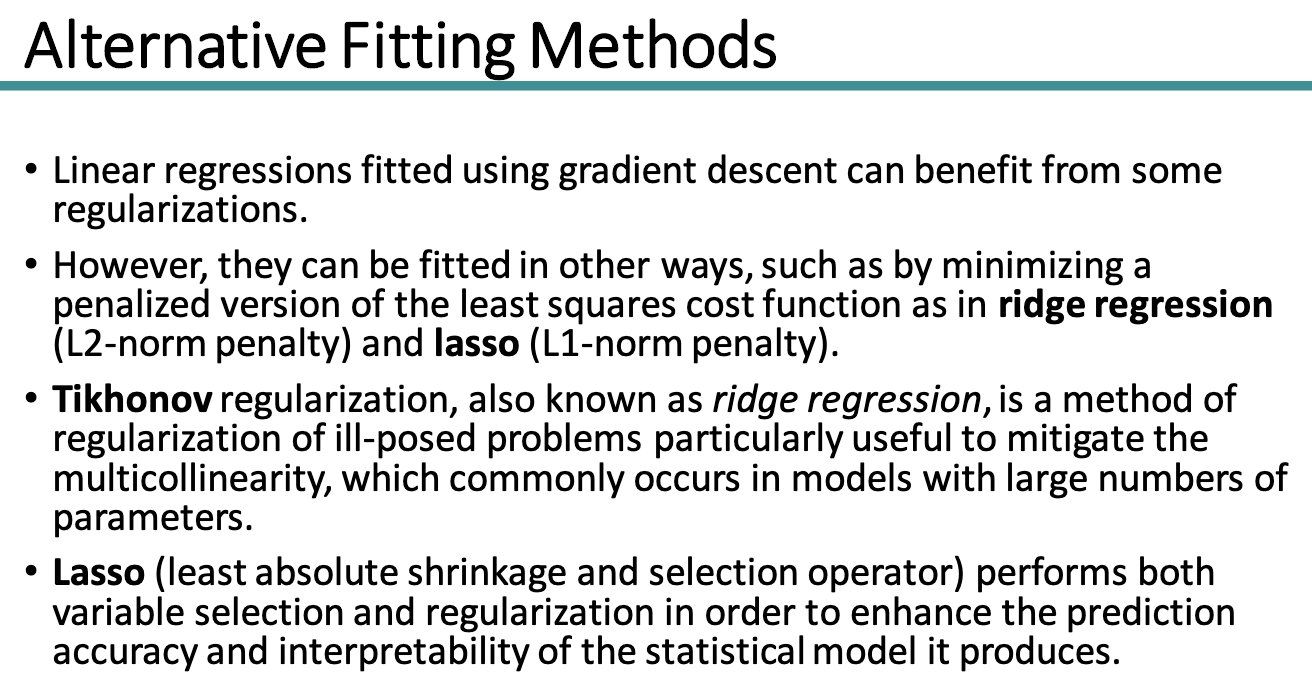 Alternative Fitting Methods
• Linear regressions fitted using gradient descent can benefit from some
regularizations.
• However, they can be fitted in other ways, such as by minimizing a
penalized version of the least squares cost function as in ridge regression
(L2-norm penalty) and lasso (L1-norm penalty).
• Tikhonov regularization, also known as ridge regression, is a method of
regularization of ill-posed problems particularly useful to mitigate the
multicollinearity, which commonly occurs in models with large numbers of
parameters.
• Lasso (least absolute shrinkage and selection operator) performs both
variable selection and regularization in order to enhance the prediction
accuracy and interpretability of the statistical model it produces.